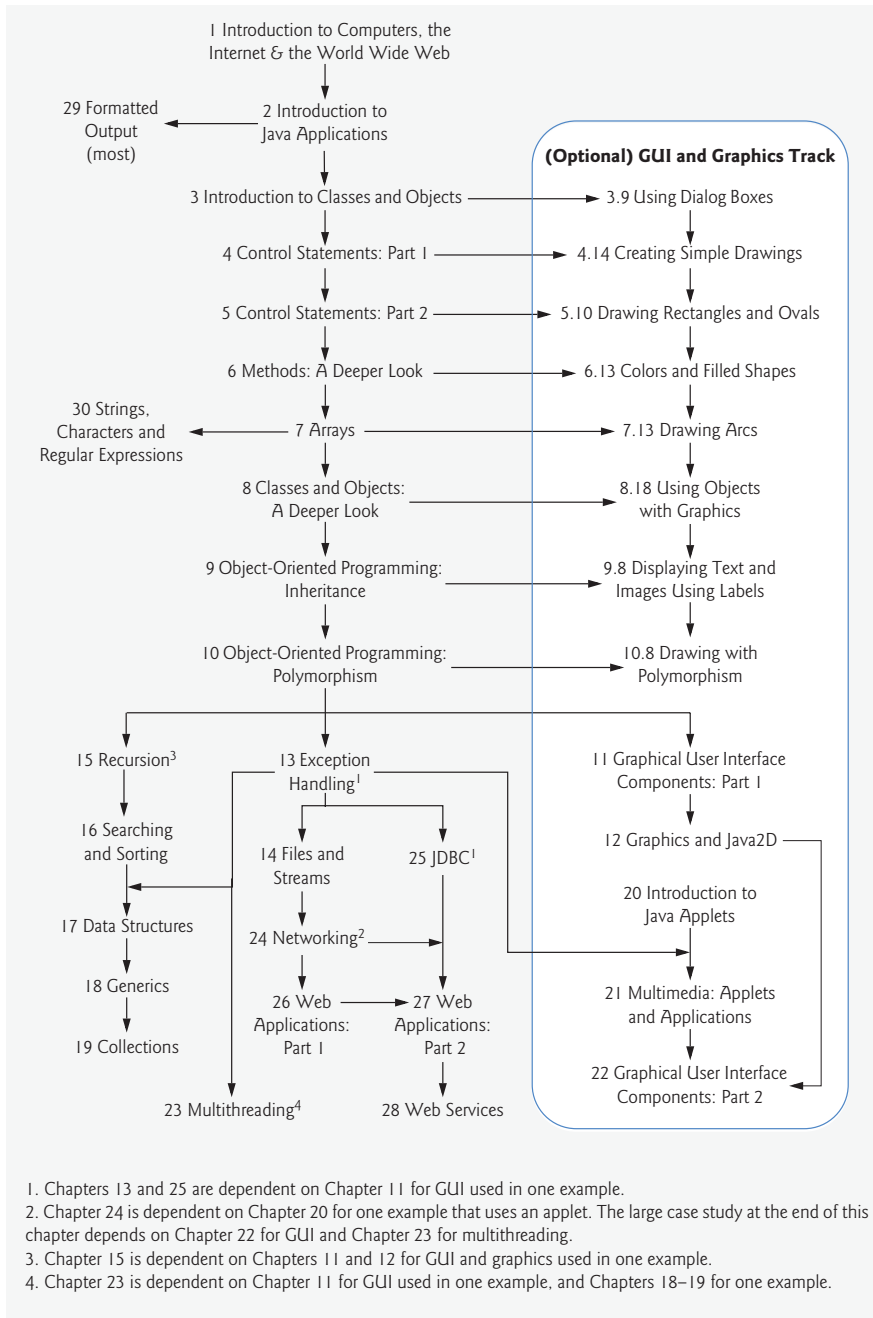 1 Introduction to Computers, the
Internet & the World Wide Web
29 Formatted
Output
(most)
2 Introduction to
Java Applications
(Optional) GUI and Graphics Track
3 Introduction to Classes and Objects
3.9 Using Dialog Boxes
4 Control Statements: Part 1
4.14 Creating Simple Drawings
5 Control Statements: Part 2
5.10 Drawing Rectangles and Ovals
6 Methods: A Deeper Look
6.13 Colors and Filled Shapes
30 Strings,
Characters and
Regular Expressions
7 Arrays
7.13 Drawing Arcs
8 Classes and Objects:
A Deeper Look
8.18 Using Objects
with Graphics
9 Object-Oriented Programming:
Inheritance
9.8 Displaying Text and
Images Using Labels
10 Object-Oriented Programming:
Polymorphism
10.8 Drawing with
Polymorphism
15 Recursion3
13 Exception
Handling1
11 Graphical User Interface
Components: Part 1
16 Searching
and Sorting
14 Files and
Streams
25 JDBC1
12 Graphics and Java2D
20 Introduction to
Java Applets
17 Data Structures
24 Networking2
18 Generics
26 Web
Applications:
Part 1
27 Web
Applications:
Part 2
21 Multimedia: Applets
and Applications
19 Collections
22 Graphical User Interface
Components: Part 2
23 Multithreading4
28 Web Services
1. Chapters 13 and 25 are dependent on Chapter 11 for GUI used in one example.
2. Chapter 24 is dependent on Chapter 20 for one example that uses an applet. The large case study at the end of this
chapter depends on Chapter 22 for GUI and Chapter 23 for multithreading.
3. Chapter 15 is dependent on Chapters 11 and 12 for GUI and graphics used in one example.
4. Chapter 23 is dependent on Chapter 11 for GUI used in one example, and Chapters 18–19 for one example.